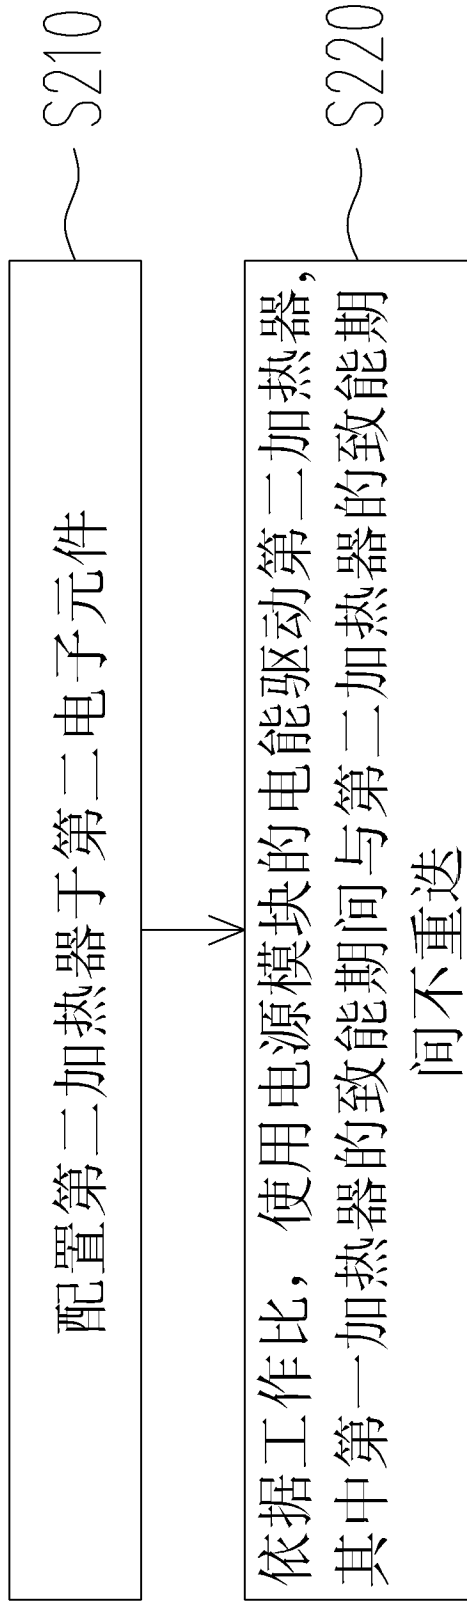 S210
配置第二加热器于第二电子元件
S220
依据工作比，使用电源模块的电能驱动第二加热器，
其中第一加热器的致能期间与第二加热器的致能期
间不重迭